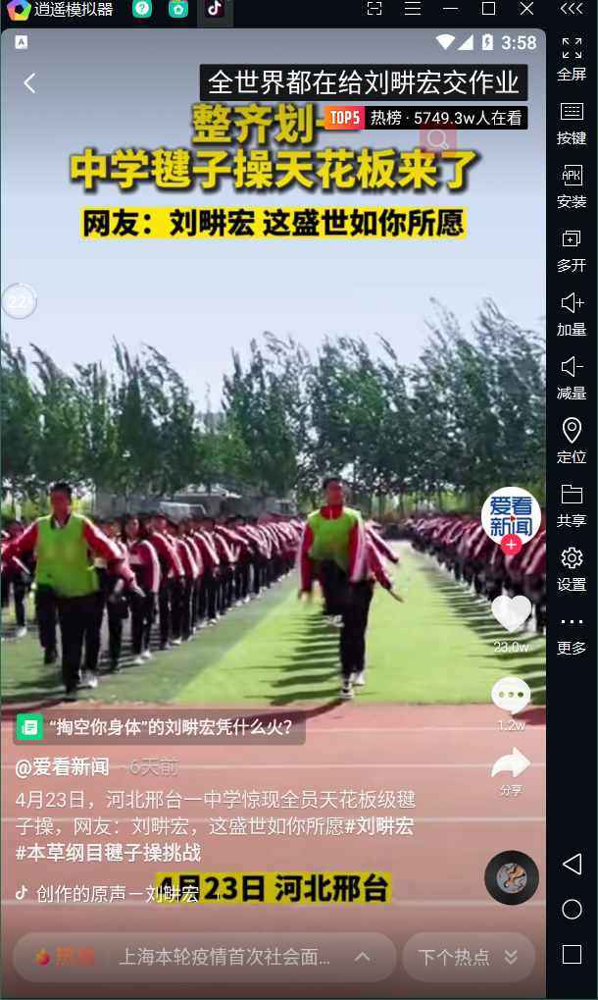 逍遥模拟器
3:58
全屏
按键
安装
多开
加量
减量
定位
共享
设置
更多
APK
全世界都在给刘畊宏交作业
TOP5 热榜 · 5749.3w人在看
整齐划一
中学毽子操天花板来了
网友：刘畊宏 这盛世如你所愿
22%
爱看
新闻
23.0w
1.2w
分享
“掏空你身体”的刘畊宏凭什么火？
@爱看新闻 · 6天前
4月23日，河北邢台一中学惊现全员天花板级毽
子操，网友：刘畊宏，这盛世如你所愿#刘畊宏
#本草纲目毽子操挑战
创作的原声－刘畊宏
4月23日 河北邢台
热榜 上海本轮疫情首次社会面...
下个热点